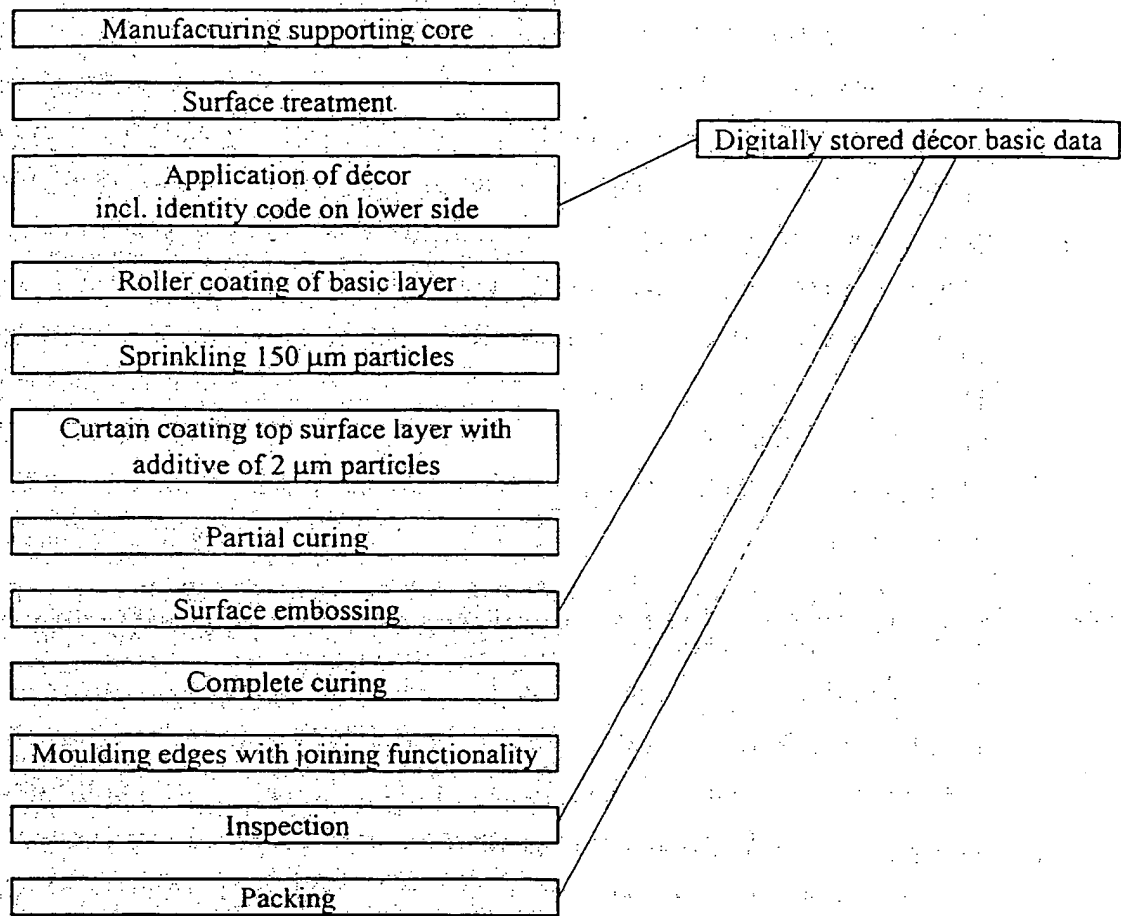 Manufacturing supporting core
Surface treatment
Digitally stored décor basic data
Application of décor
incl. identity code on lower side
Roller coating of basic layer
Sprinkling 150 µm particles
Curtain coating top surface layer with
additive of 2 µm particles
Partial curing
Surface embossing
Complete curing
Moulding edges with joining functionality
Inspection
Packing